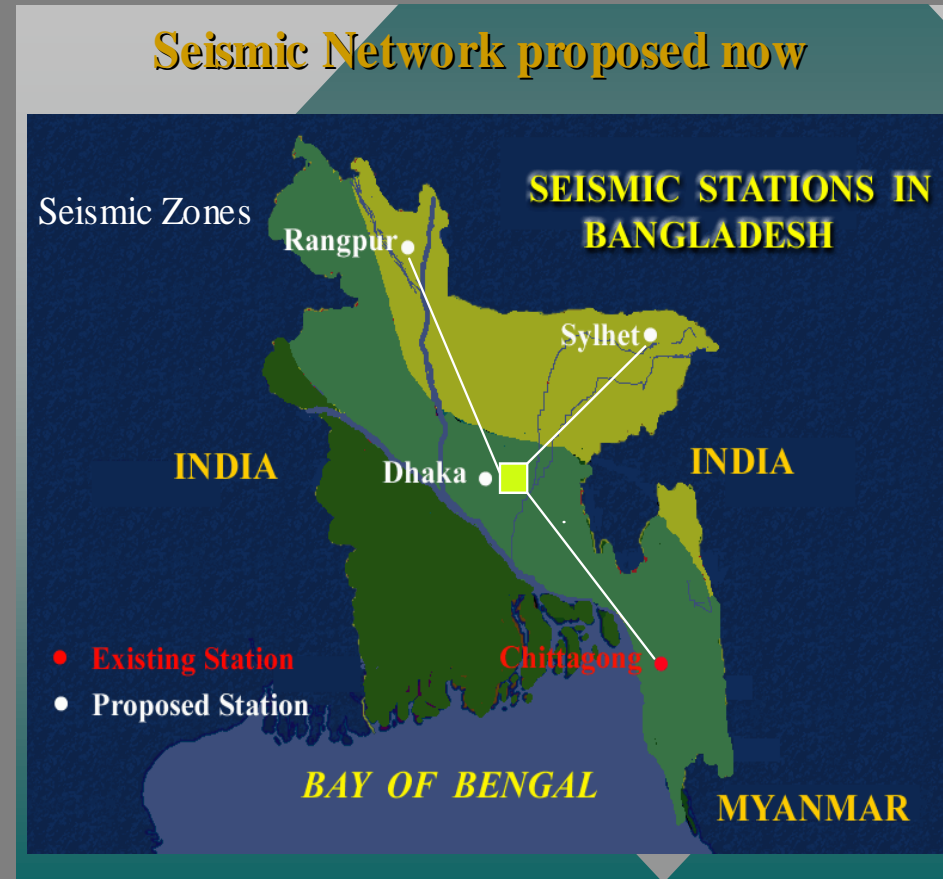 Seismic Network proposed now
SEISMIC STATIONS IN
BANGLADESH
Seismic Zones
Rangpur
Sylhet
INDIA
Dhaka
INDIA
Existing Station
Chittagong
Proposed Station
BAY OF BENGAL
MYANMAR